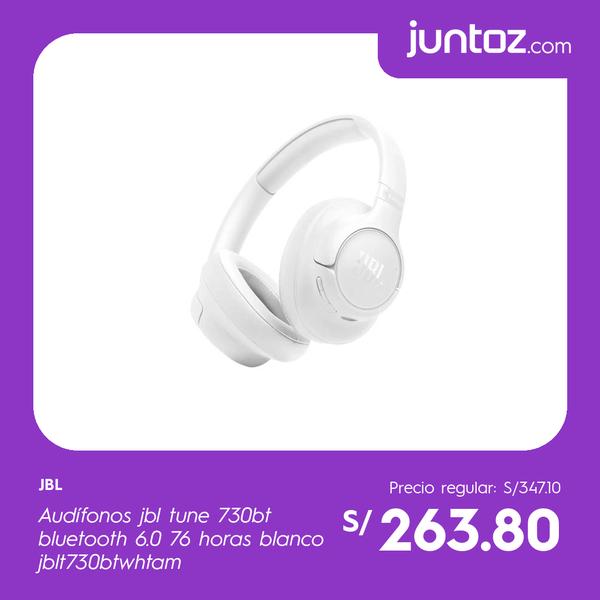 juntoz.com
JBL
JBL
Audífonos jbl tune 730bt
bluetooth 6.0 76 horas blanco
jblt730btwhtam
Precio regular: S/347.10
S/263.80